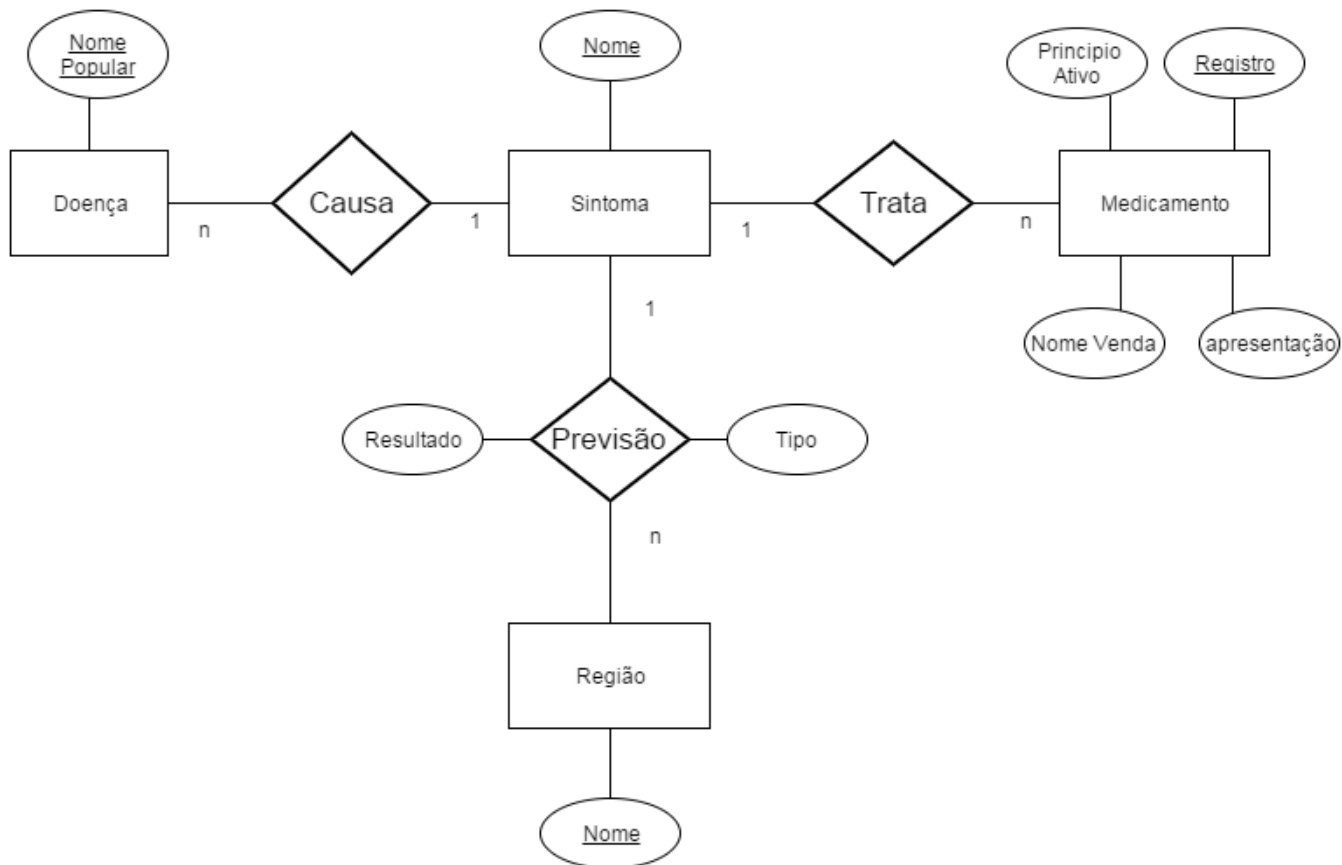 Nome
Popular
Nome
Principio
Ativo
Registro
Doença
n
Causa
1
Sintoma
1
Trata
n
Medicamento
1
Nome Venda
apresentação
Resultado
Previsão
Tipo
n
Região
Nome